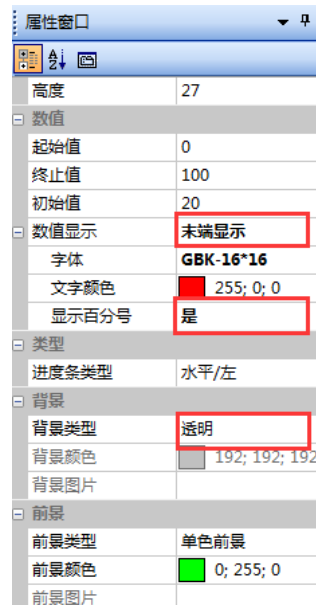 属性窗口
高度 27
数值
起始值 0
终止值 100
初始值 20
数值显示 末端显示
字体 GBK-16*16
文字颜色 255; 0; 0
显示百分号 是
类型
进度条类型 水平/左
背景
背景类型 透明
背景颜色 192; 192; 192
背景图片
前景
前景类型 单色前景
前景颜色 0; 255; 0
前景图片